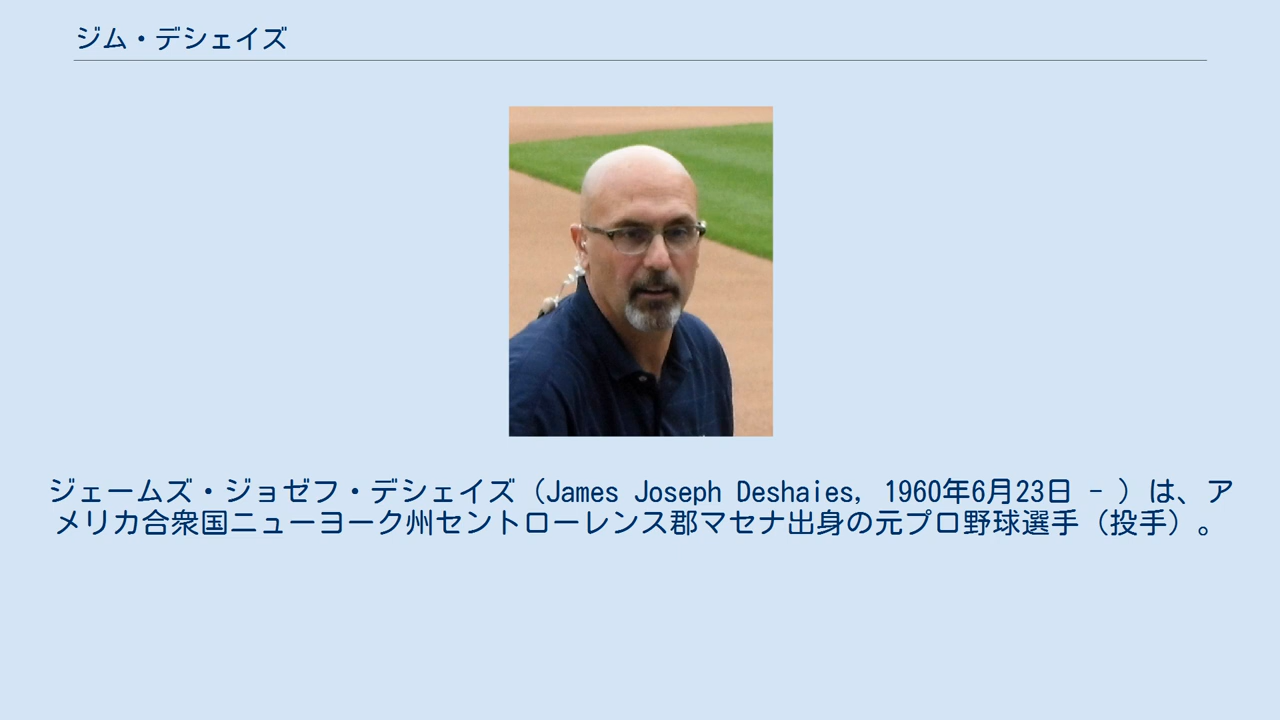 ジム・デシェイズ
ジェームズ・ジョゼフ・デシェイズ（James Joseph Deshaies, 1960年6月23日 - ）は、ア
メリカ合衆国ニューヨーク州セントローレンス郡マセナ出身の元プロ野球選手（投手）。